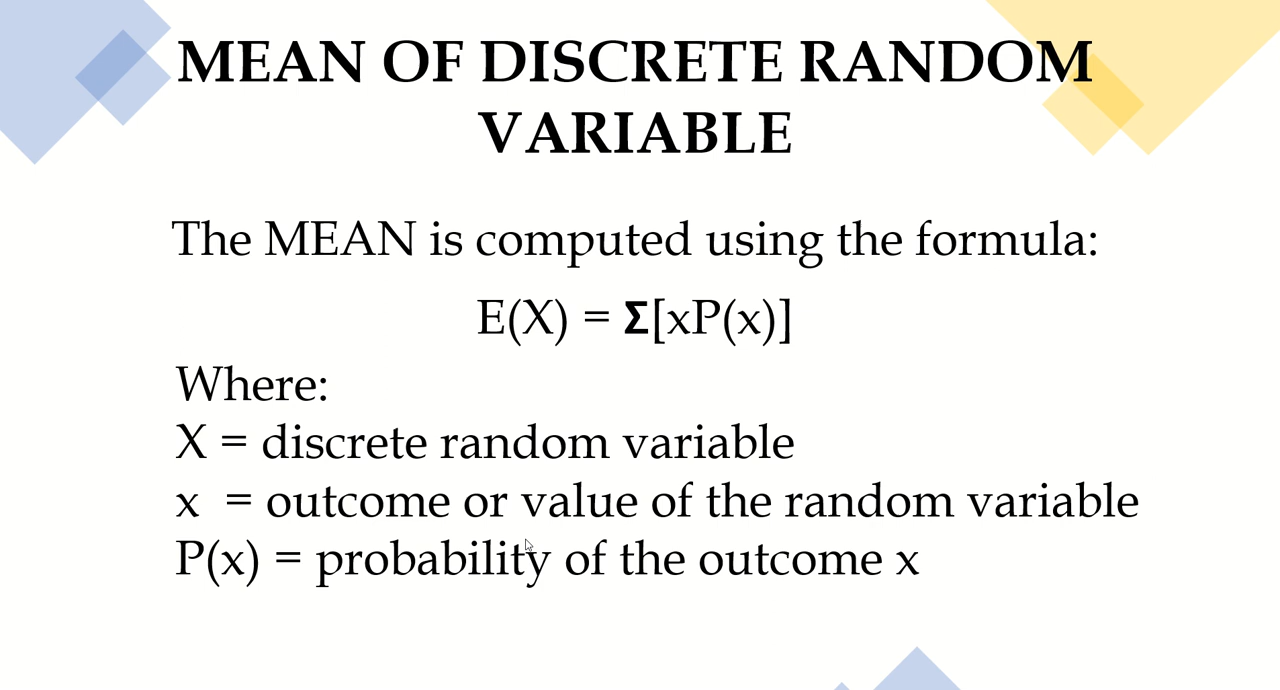 MEAN OF DISCRETE RANDOM
VARIABLE
The MEAN is computed using the formula:
E(X) = Σ[xP(x)]
Where:
X = discrete random variable
x = outcome or value of the random variable
P(x) = probability of the outcome x